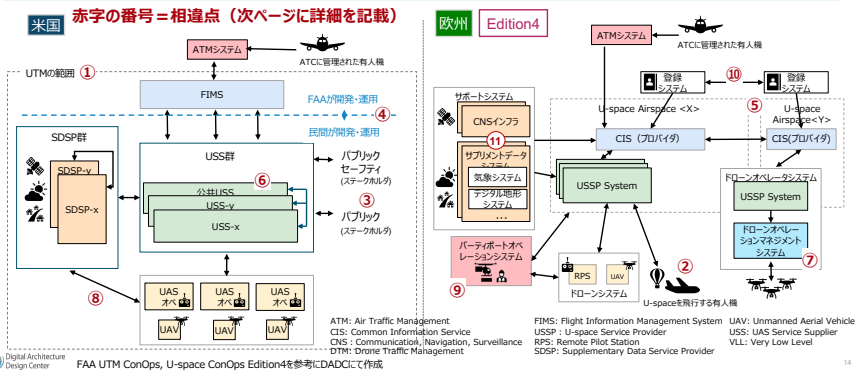 米国
赤字の番号=相違点(次ページに詳細を記載)
ATMシステム
ATCに管理された有人機
UTMの範囲 ①
FIMS
FAAが開発・運用
④
民間が開発・運用
SDSP群
SDSP-y
SDSP-x
USS群
⑥
公共USS
USS-y
USS-x
パブリック
セーフティ
(ステークホルダ)
③
パブリック
(ステークホルダ)
⑧
UAS
オペ
UAS
オペ
UAS
オペ
UAV
UAV
UAV
欧州
Edition4
ATMシステム
ATCに管理された有人機
登録
システム
⑩
登録
システム
サポートシステム
CNSインフラ
⑪
サプリメントデータ
システム
気象システム
デジタル地形
システム
…
U-space Airspace <X>
⑤
U-space
Airspace<Y>
CIS(プロバイダ)
CIS(プロバイダ)
USSP System
ドローンオペレータシステム
USSP System
ドローンオペレー
ションマネジメント
システム
⑦
バーティポートオペ
レーションシステム
⑨
RPS
UAV
ドローンシステム
②
U-spaceを飛行する有人機
ATM: Air Traffic Management
CIS: Common Information Service
CNS : Communication, Navigation, Surveillance
DTM: Drone Traffic Management
FIMS: Flight Information Management System
USSP : U-space Service Provider
RPS: Remote Pilot Station
SDSP: Supplementary Data Service Provider
UAV: Unmanned Aerial Vehicle
USS: UAS Service Supplier
VLL: Very Low Level
Digital Architecture
Design Center
FAA UTM ConOps, U-space ConOps Edition4を参考にDADCにて作成
14